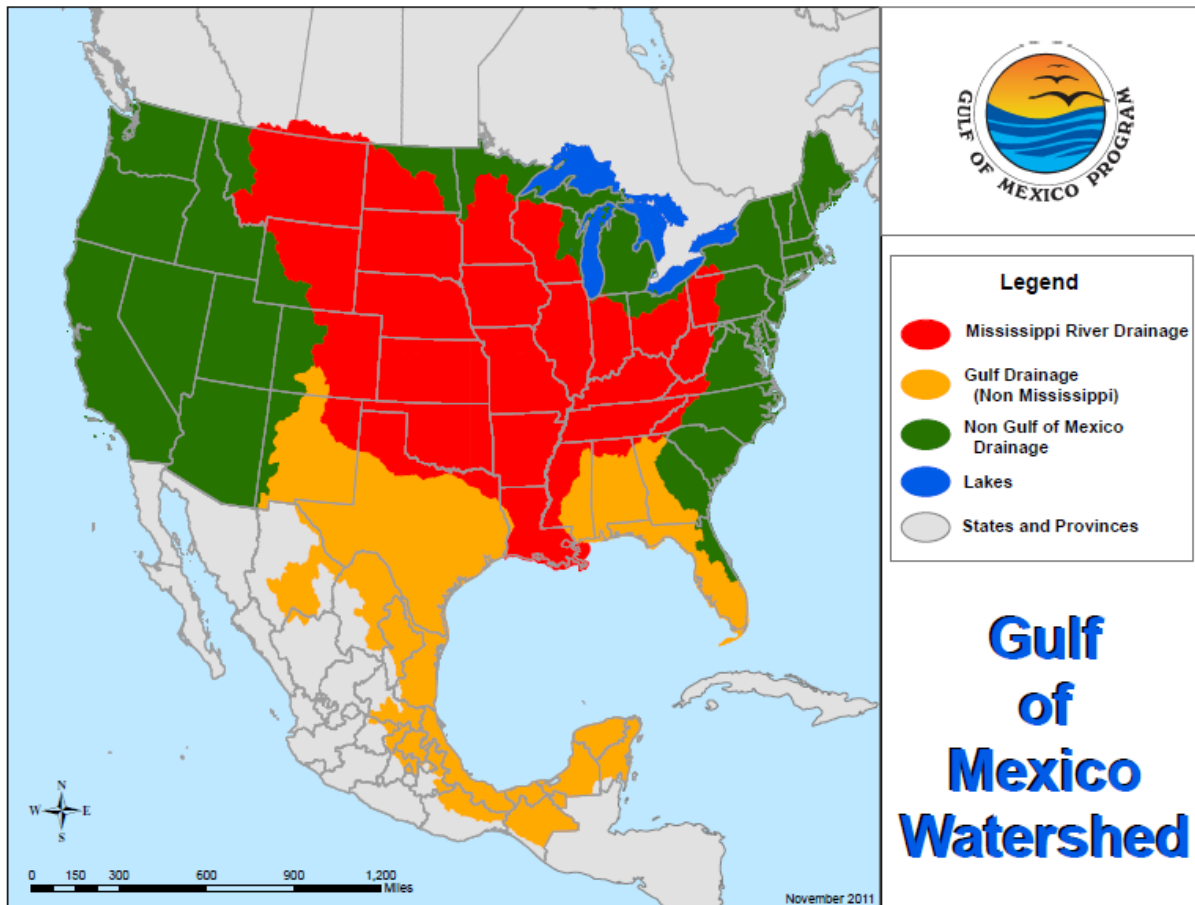 GULF OF MEXICO PROGRAM
Legend
Mississippi River Drainage
Gulf Drainage
(Non Mississippi)
Non Gulf of Mexico
Drainage
Lakes
States and Provinces
Gulf
of
Mexico
Watershed
N
W E
S
0 150 300 600 900 1,200
Miles
November 2011